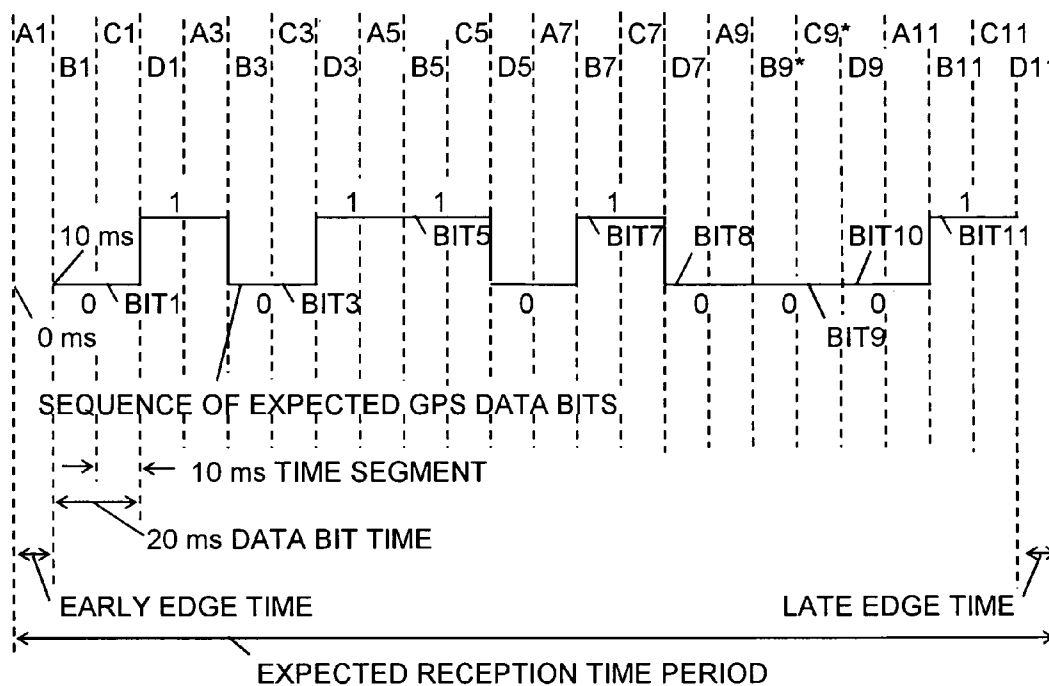 A1 C1 A3 C3 A5 C5 A7 C7 A9 C9* A11 C11
B1 D1 B3 D3 B5 D5 B7 D7 B9* D9 B11 D11
1 1 1 1 1
10 ms BIT5 BIT7 BIT8 BIT10 BIT11
0 BIT1 0 BIT3 0 0 0 0
0 ms BIT9
SEQUENCE OF EXPECTED GPS DATA BITS
10 ms TIME SEGMENT
20 ms DATA BIT TIME
EARLY EDGE TIME LATE EDGE TIME
EXPECTED RECEPTION TIME PERIOD